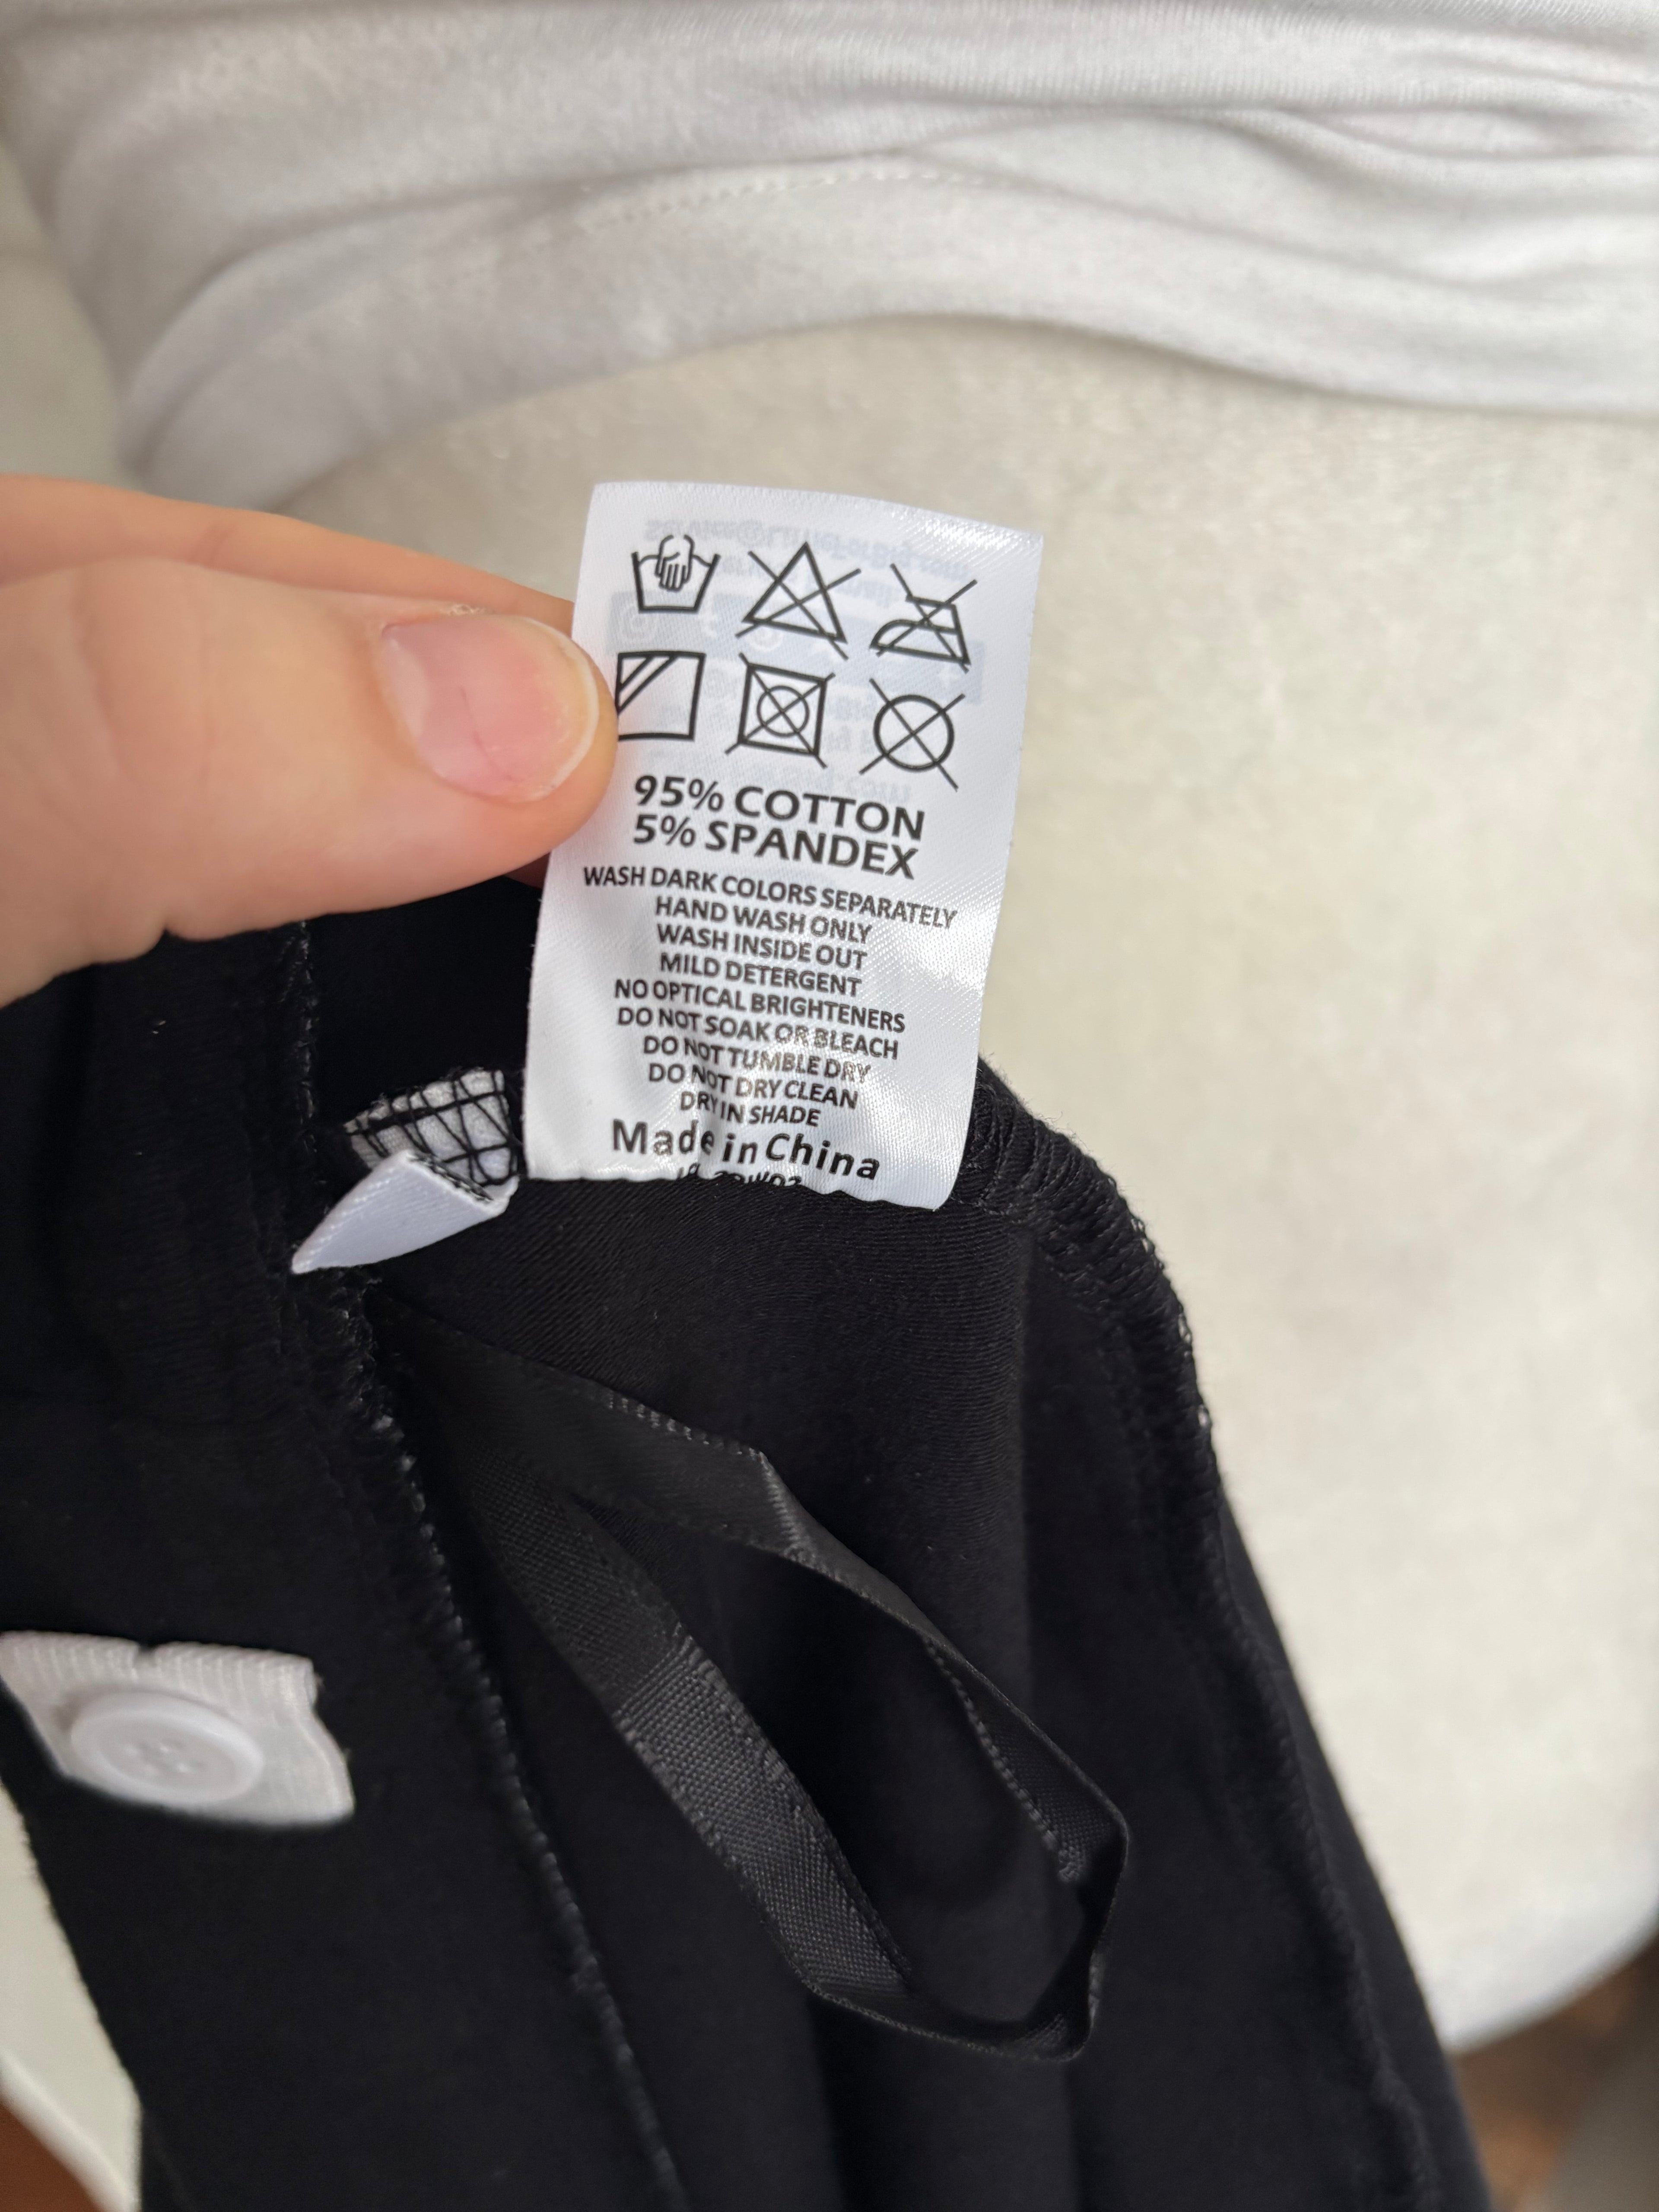 95% COTTON
5% SPANDEX
WASH DARK COLORS SEPARATELY
HAND WASH ONLY
WASH INSIDE OUT
MILD DETERGENT
NO OPTICAL BRIGHTENERS
DO NOT SOAK OR BLEACH
DO NOT TUMBLE DRY
DO NOT DRY CLEAN
DRY IN SHADE
Made in China